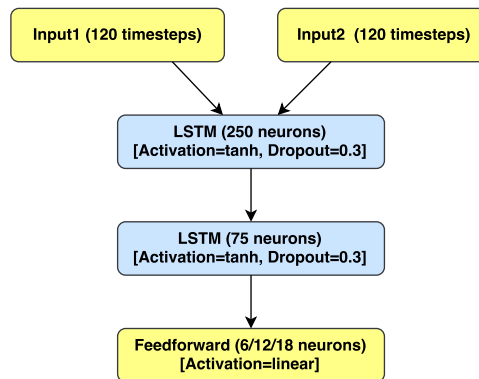 Input1 (120 timesteps)
Input2 (120 timesteps)
LSTM (250 neurons)
[Activation=tanh, Dropout=0.3]
LSTM (75 neurons)
[Activation=tanh, Dropout=0.3]
Feedforward (6/12/18 neurons)
[Activation=linear]